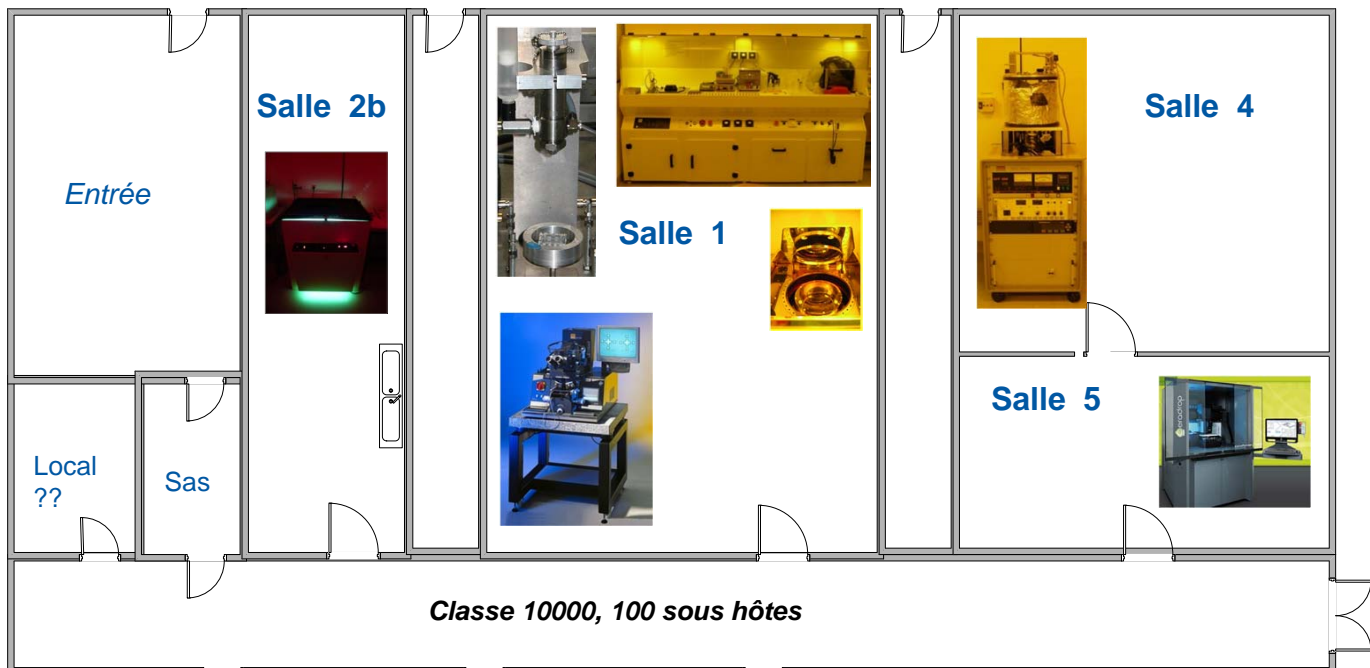 Salle 2b
Salle 4
Entrée
Salle 1
Salle 5
Local
??
Sas
Classe 10000, 100 sous hôtes